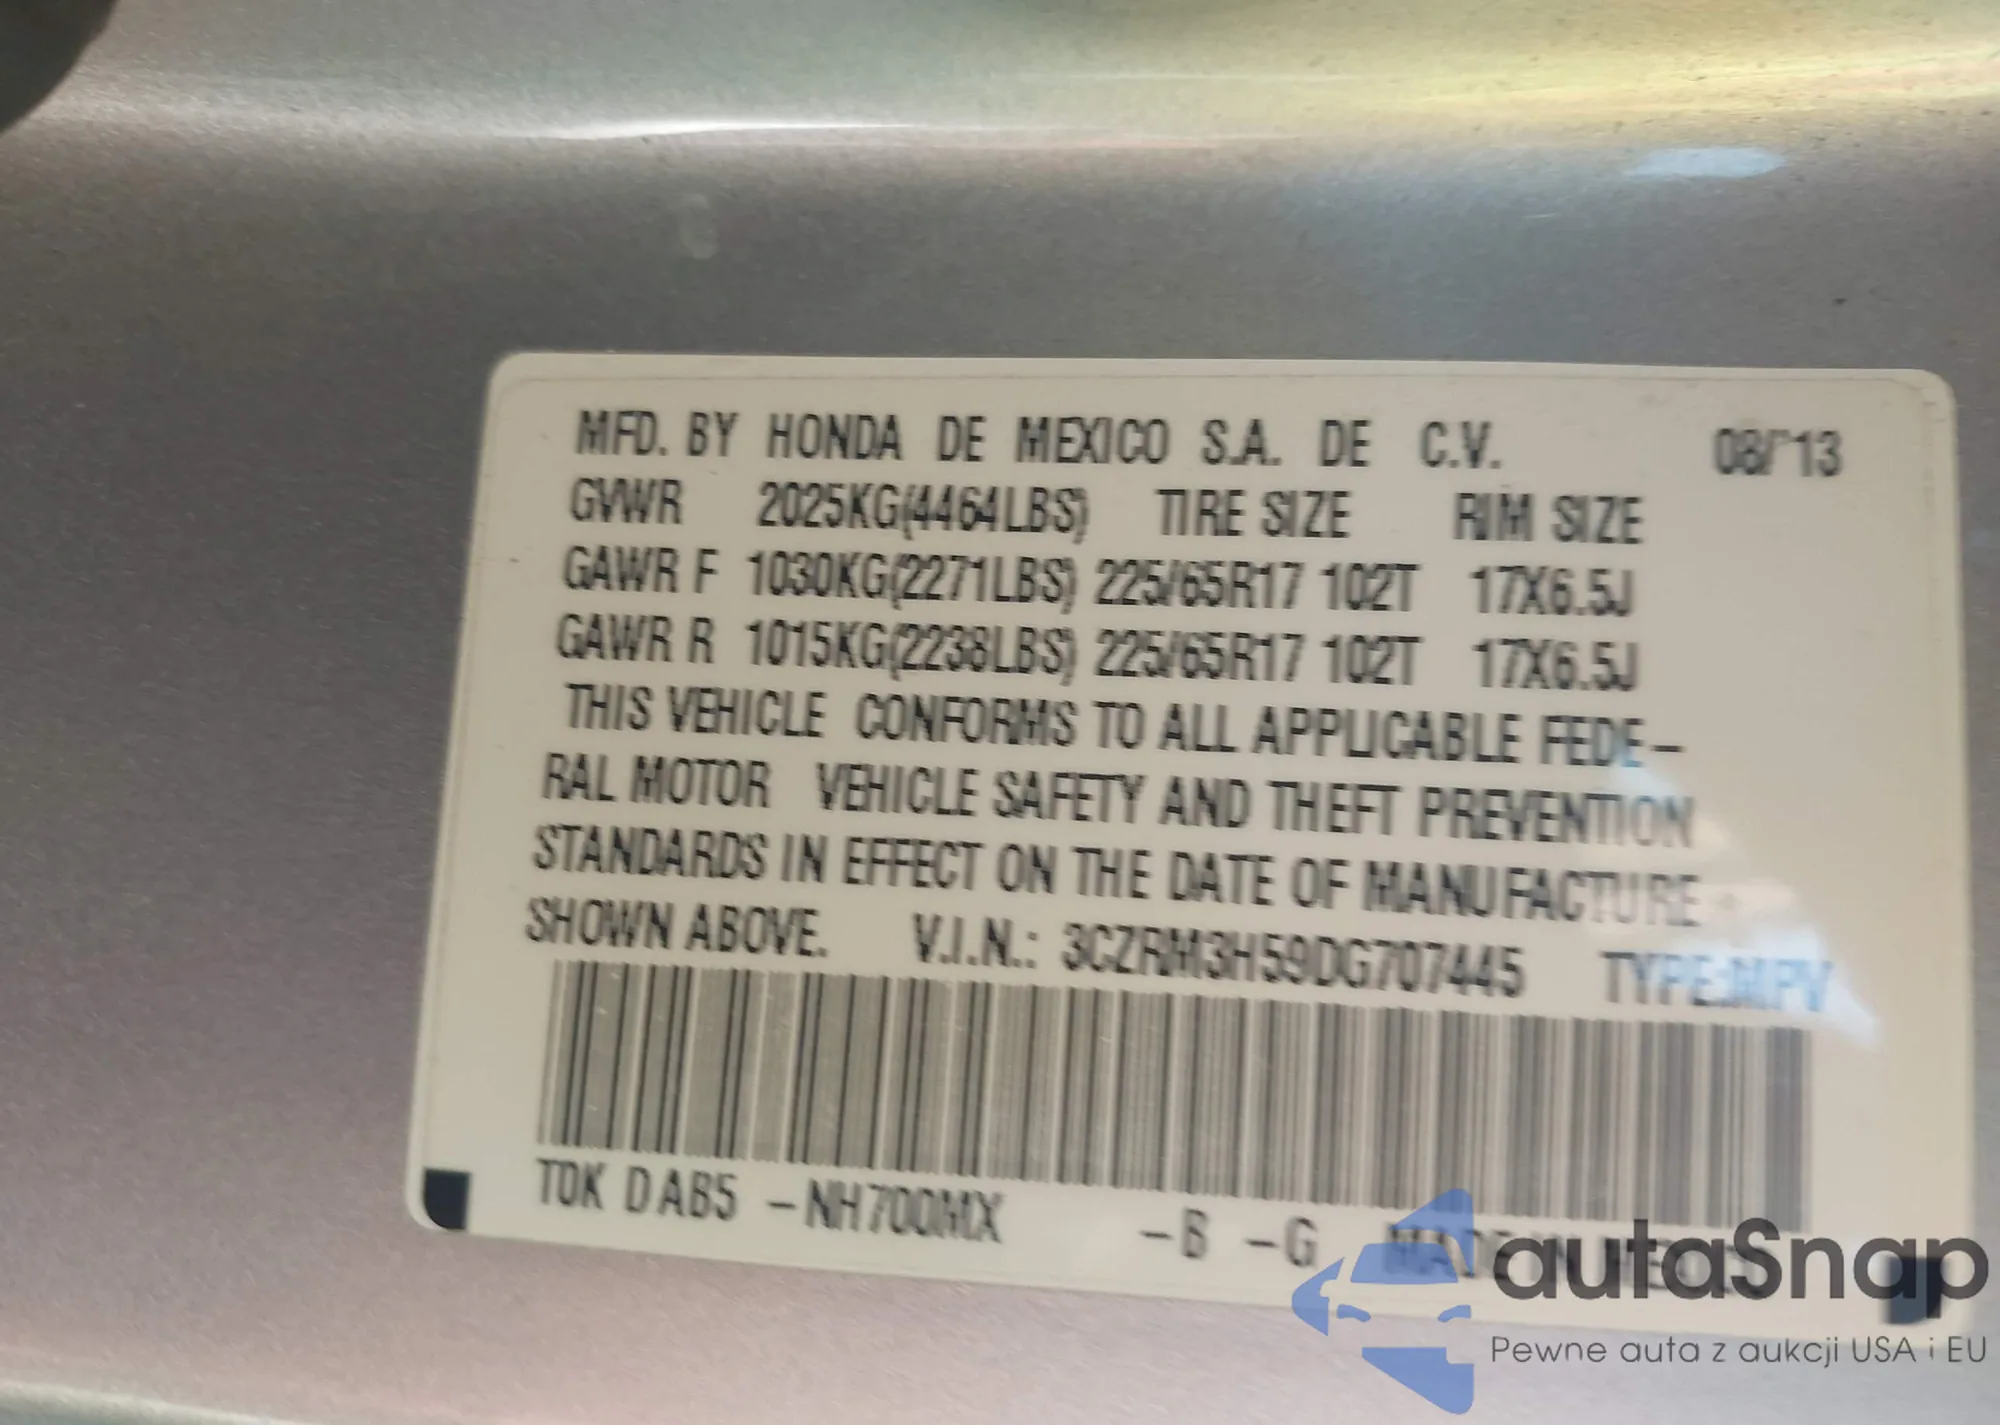 MFD. BY HONDA DE MEXICO S.A. DE C.V. 08/'13
GVWR 2025KG(4464LBS) TIRE SIZE RIM SIZE
GAWR F 1030KG(2271LBS) 225/65R17 102T 17X6.5J
GAWR R 1015KG(2238LBS) 225/65R17 102T 17X6.5J
THIS VEHICLE CONFORMS TO ALL APPLICABLE FEDE-
RAL MOTOR VEHICLE SAFETY AND THEFT PREVENTION
STANDARDS IN EFFECT ON THE DATE OF MANUFACTURE
SHOWN ABOVE. V.I.N.: 3CZRM3H59DG707445 TYPE:MPV
T0K DAB5 -NH700MX -B -G MADE IN MEXICO
autaSnap
Pewne auta z aukcji USA i EU